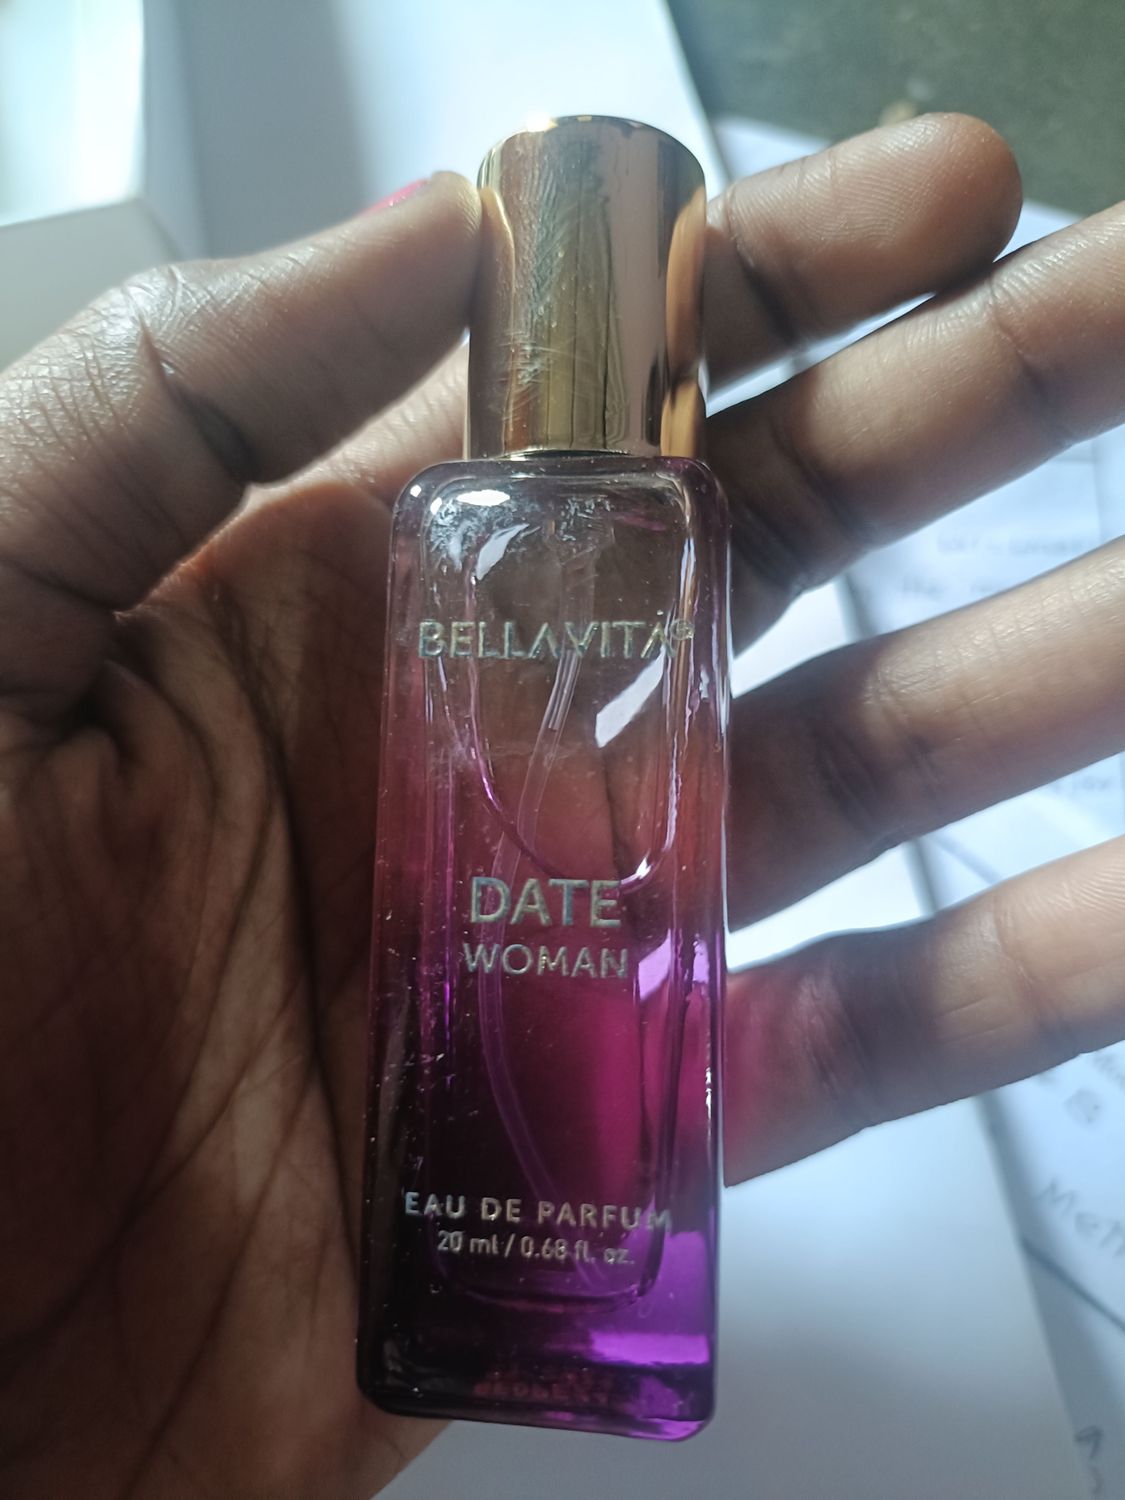 BELLAVITA®
DATE
WOMAN
EAU DE PARFUM
20 ml / 0.68 fl. oz.